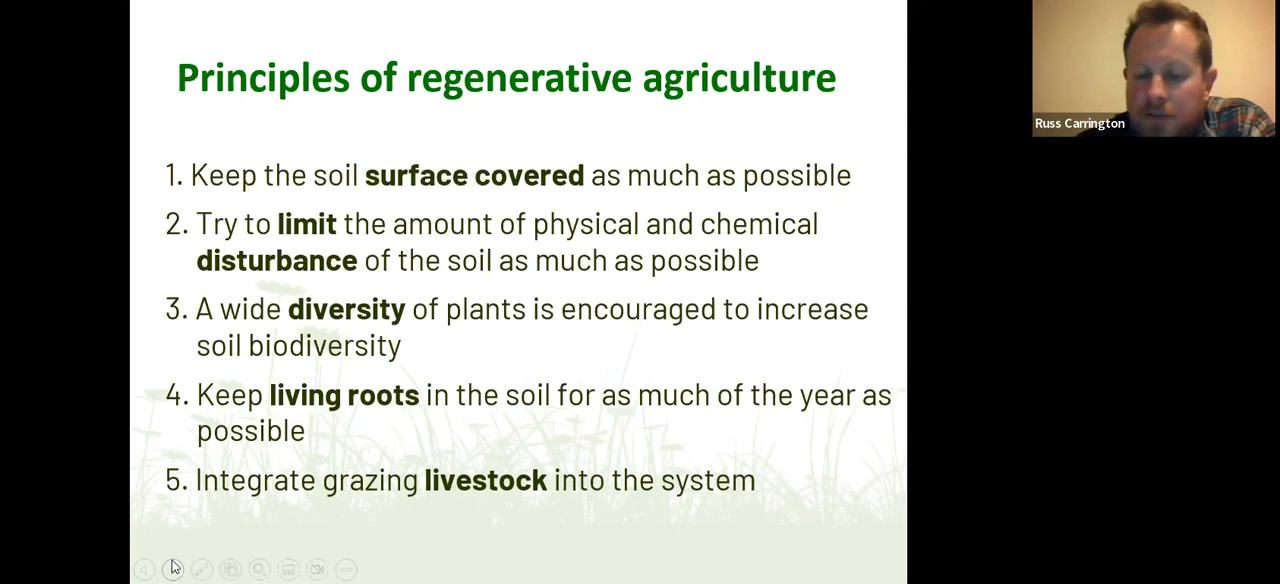 Principles of regenerative agriculture
Russ Carrington
1. Keep the soil surface covered as much as possible
2. Try to limit the amount of physical and chemical
disturbance of the soil as much as possible
3. A wide diversity of plants is encouraged to increase
soil biodiversity
4. Keep living roots in the soil for as much of the year as
possible
5. Integrate grazing livestock into the system